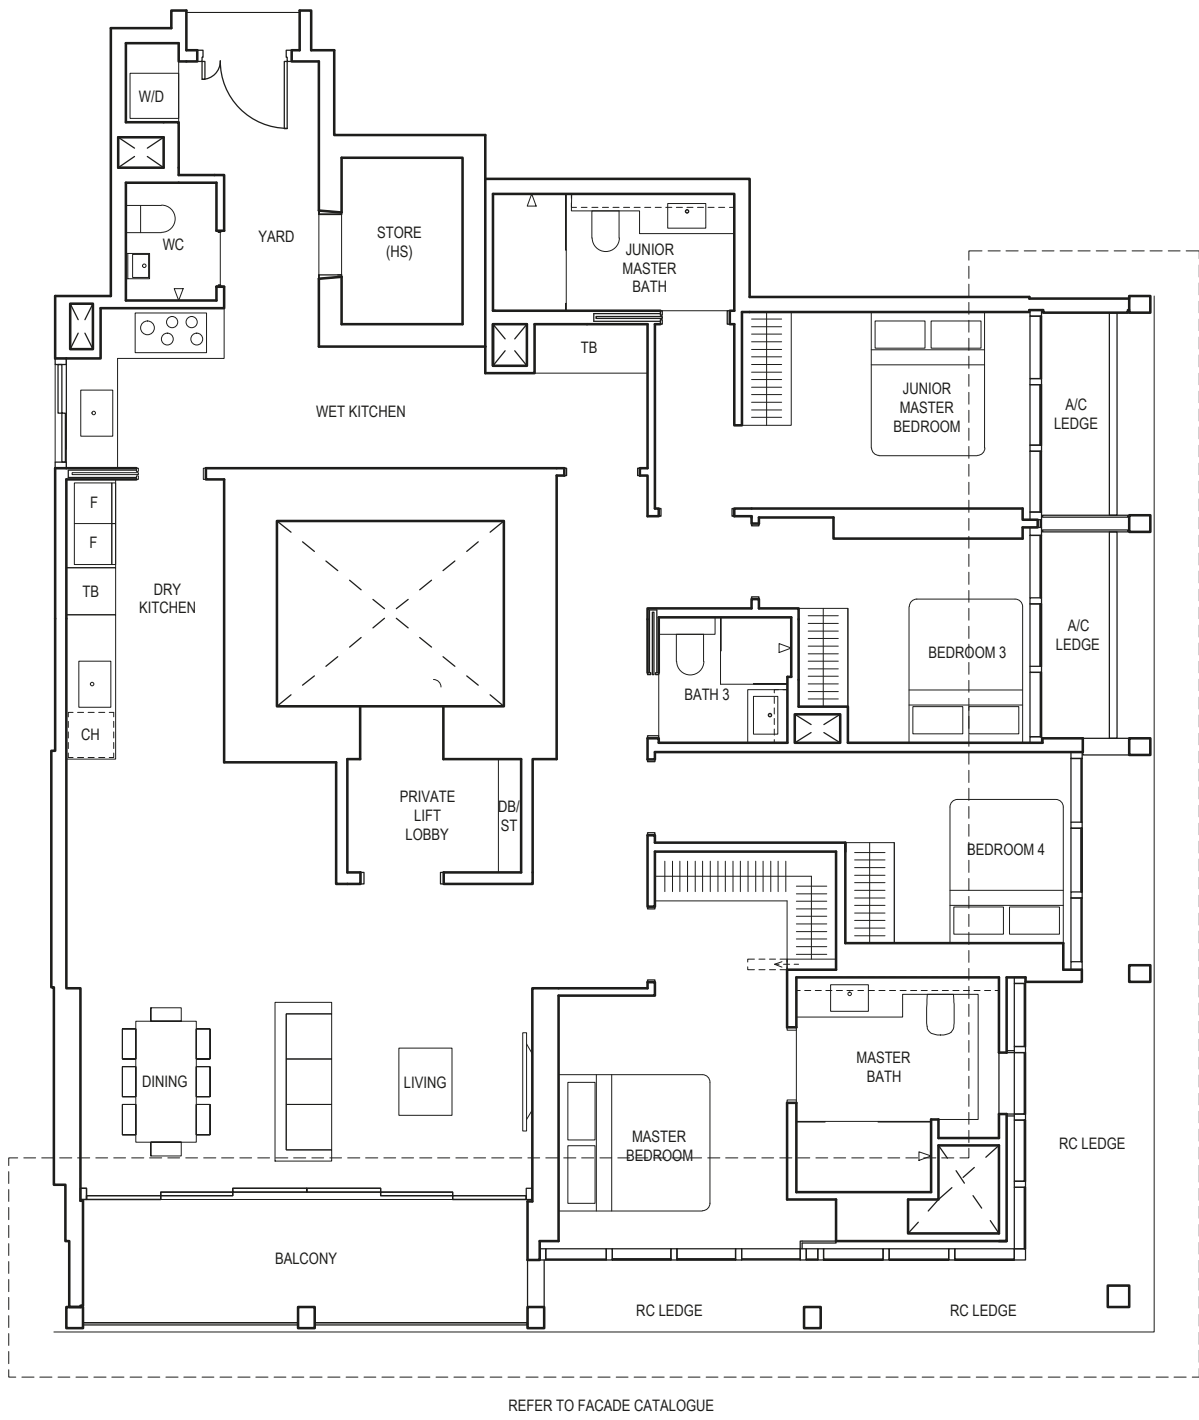 W/D
WC
YARD
STORE
(HS)
JUNIOR
MASTER
BATH
TB
WET KITCHEN
JUNIOR
MASTER
BEDROOM
A/C
LEDGE
F
F
TB
DRY
KITCHEN
CH
A/C
LEDGE
BEDROOM 3
BATH 3
PRIVATE
LIFT
LOBBY
DB/
ST
BEDROOM 4
DINING
LIVING
MASTER
BATH
MASTER
BEDROOM
RC LEDGE
BALCONY
RC LEDGE
RC LEDGE
REFER TO FACADE CATALOGUE